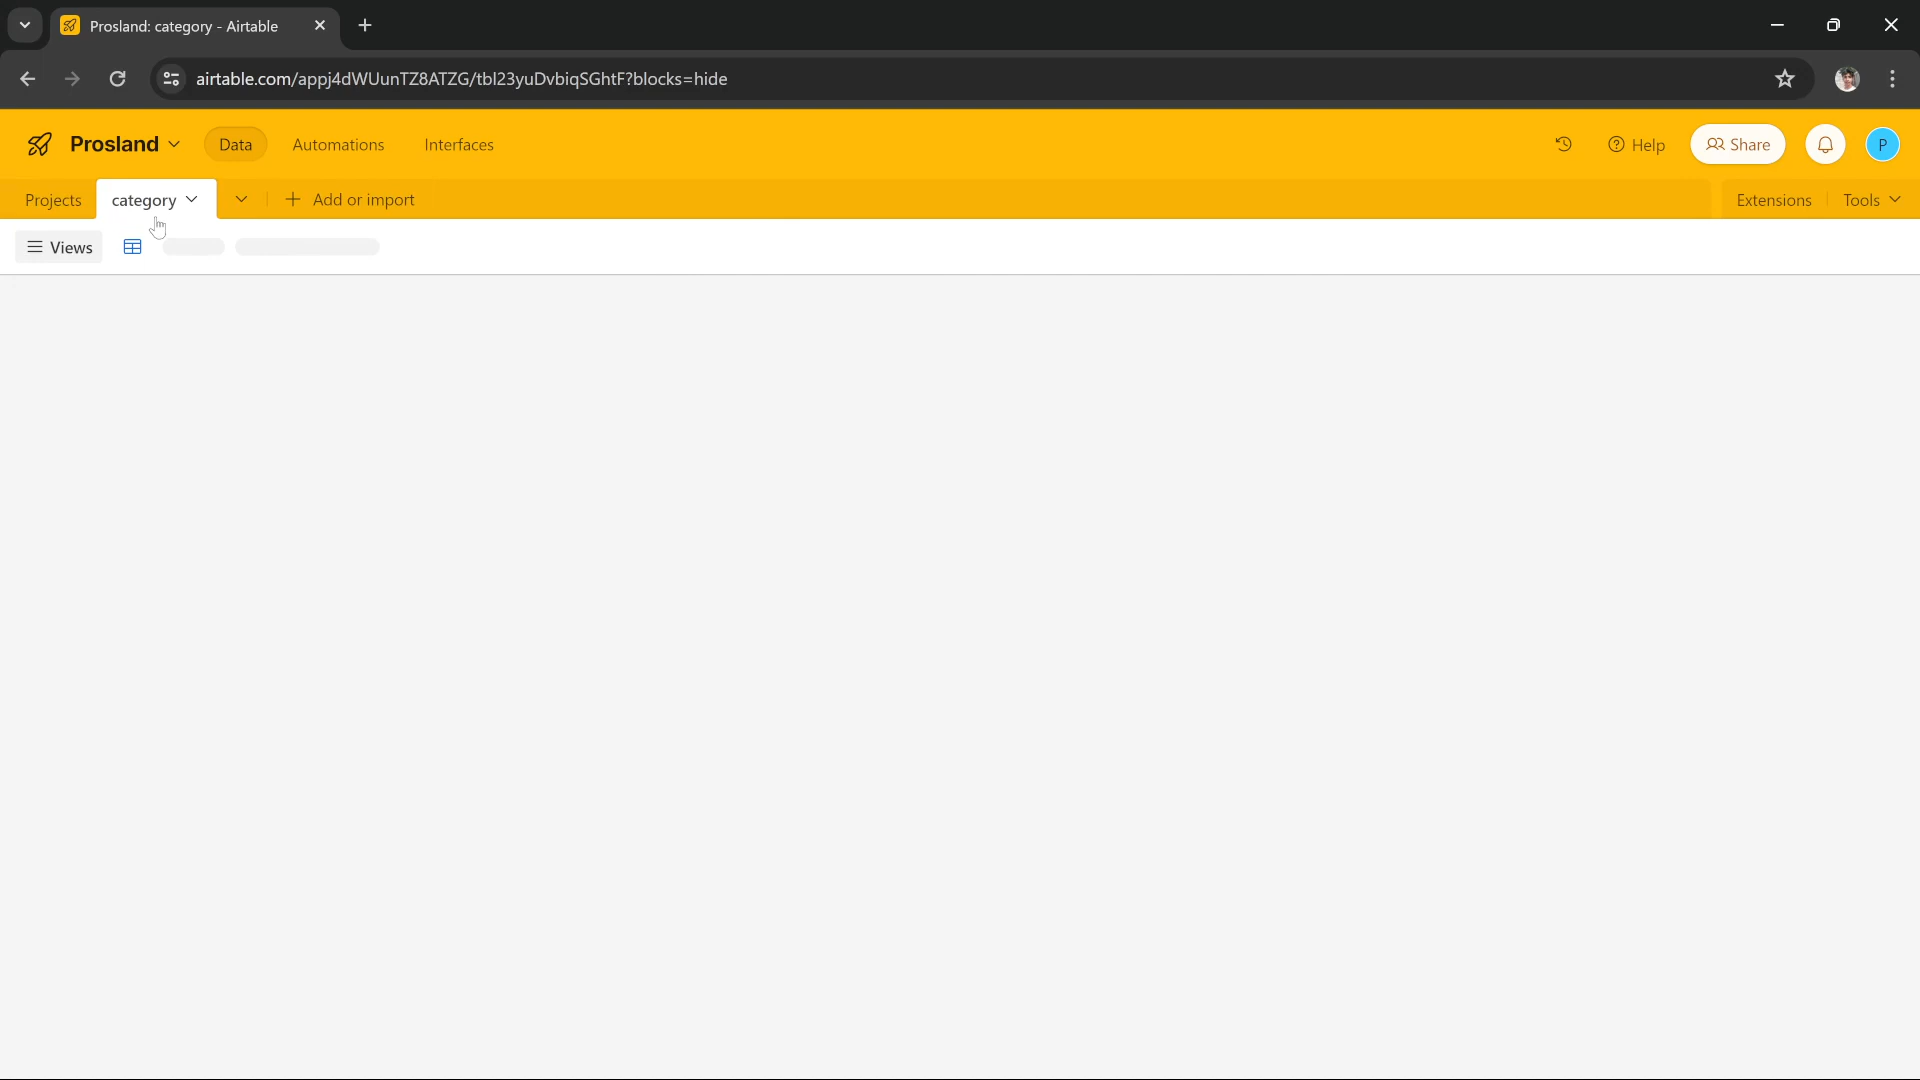 Prosland: category - Airtable
airtable.com/appj4dWUunTZ8ATZG/tbl23yuDvbiqSGhtF?blocks=hide
Prosland Data Automations Interfaces Help Share P
Projects category Add or import Extensions Tools
Views